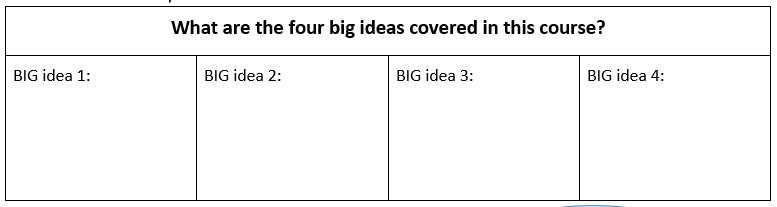 What are the four big ideas covered in this course?
BIG idea 1:
BIG idea 2:
BIG idea 3:
BIG idea 4: